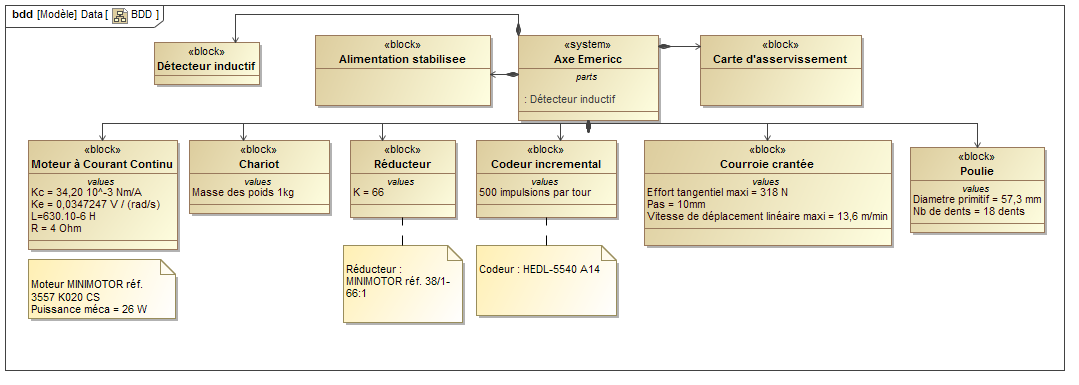 bdd [Modèle] Data [ BDD ]
«block»
Détecteur inductif
«block»
Alimentation stabilisee
«system»
Axe Emericc
parts
: Détecteur inductif
«block»
Carte d'asservissement
«block»
Moteur à Courant Continu
values
Kc = 34,20 10^-3 Nm/A
Ke = 0,0347247 V / (rad/s)
L=630.10-6 H
R = 4 Ohm
«block»
Chariot
values
Masse des poids 1kg
«block»
Réducteur
values
K = 66
«block»
Codeur incremental
values
500 impulsions par tour
«block»
Courroie crantée
values
Effort tangentiel maxi = 318 N
Pas = 10mm
Vitesse de déplacement linéaire maxi = 13,6 m/min
«block»
Poulie
values
Diametre primitif = 57,3 mm
Nb de dents = 18 dents
Moteur MINIMOTOR réf.
3557 K020 CS
Puissance méca = 26 W
Réducteur :
MINIMOTOR réf. 38/1-
66:1
Codeur : HEDL-5540 A14